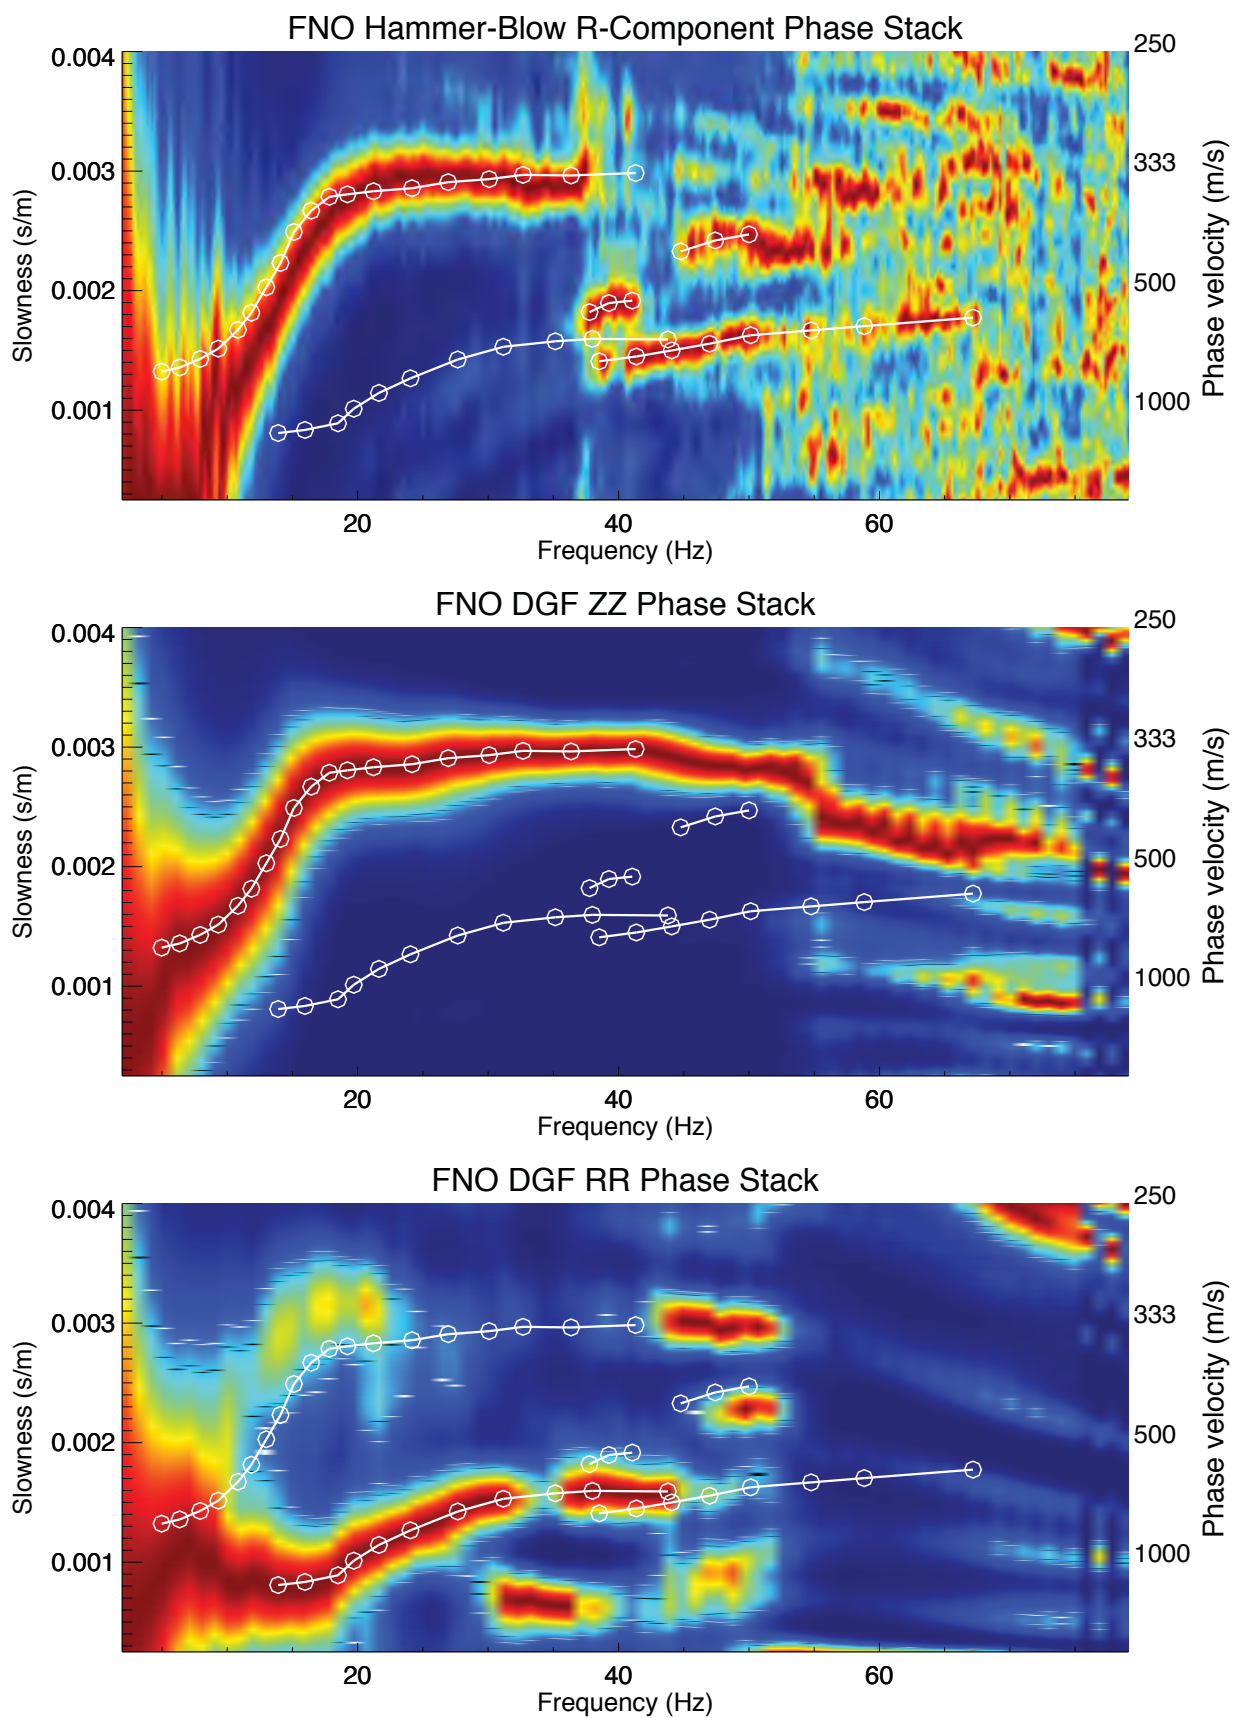 FNO Hammer-Blow R-Component Phase Stack
0.004
0.003
0.002
0.001
Slowness (s/m)
250
333
500
1000
Phase velocity (m/s)
20
40
60
Frequency (Hz)
FNO DGF ZZ Phase Stack
0.004
0.003
0.002
0.001
Slowness (s/m)
250
333
500
1000
Phase velocity (m/s)
20
40
60
Frequency (Hz)
FNO DGF RR Phase Stack
0.004
0.003
0.002
0.001
Slowness (s/m)
250
333
500
1000
Phase velocity (m/s)
20
40
60
Frequency (Hz)